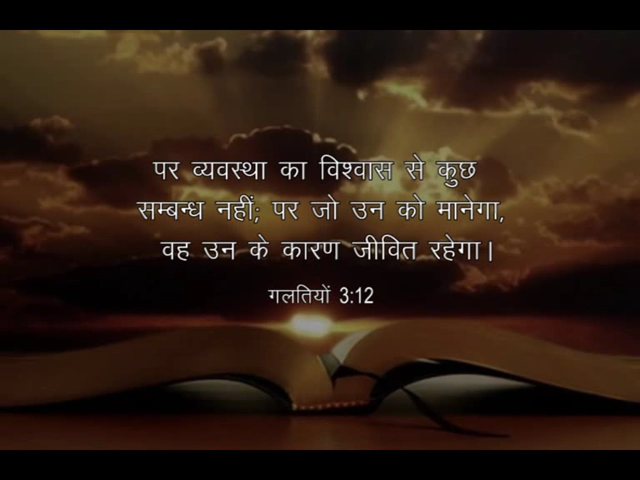 पर व्यवस्था का विश्वास से कुछ
सम्बन्ध नहीं; पर जो उन को मानेगा,
वह उन के कारण जीवित रहेगा।
गलतियों 3:12